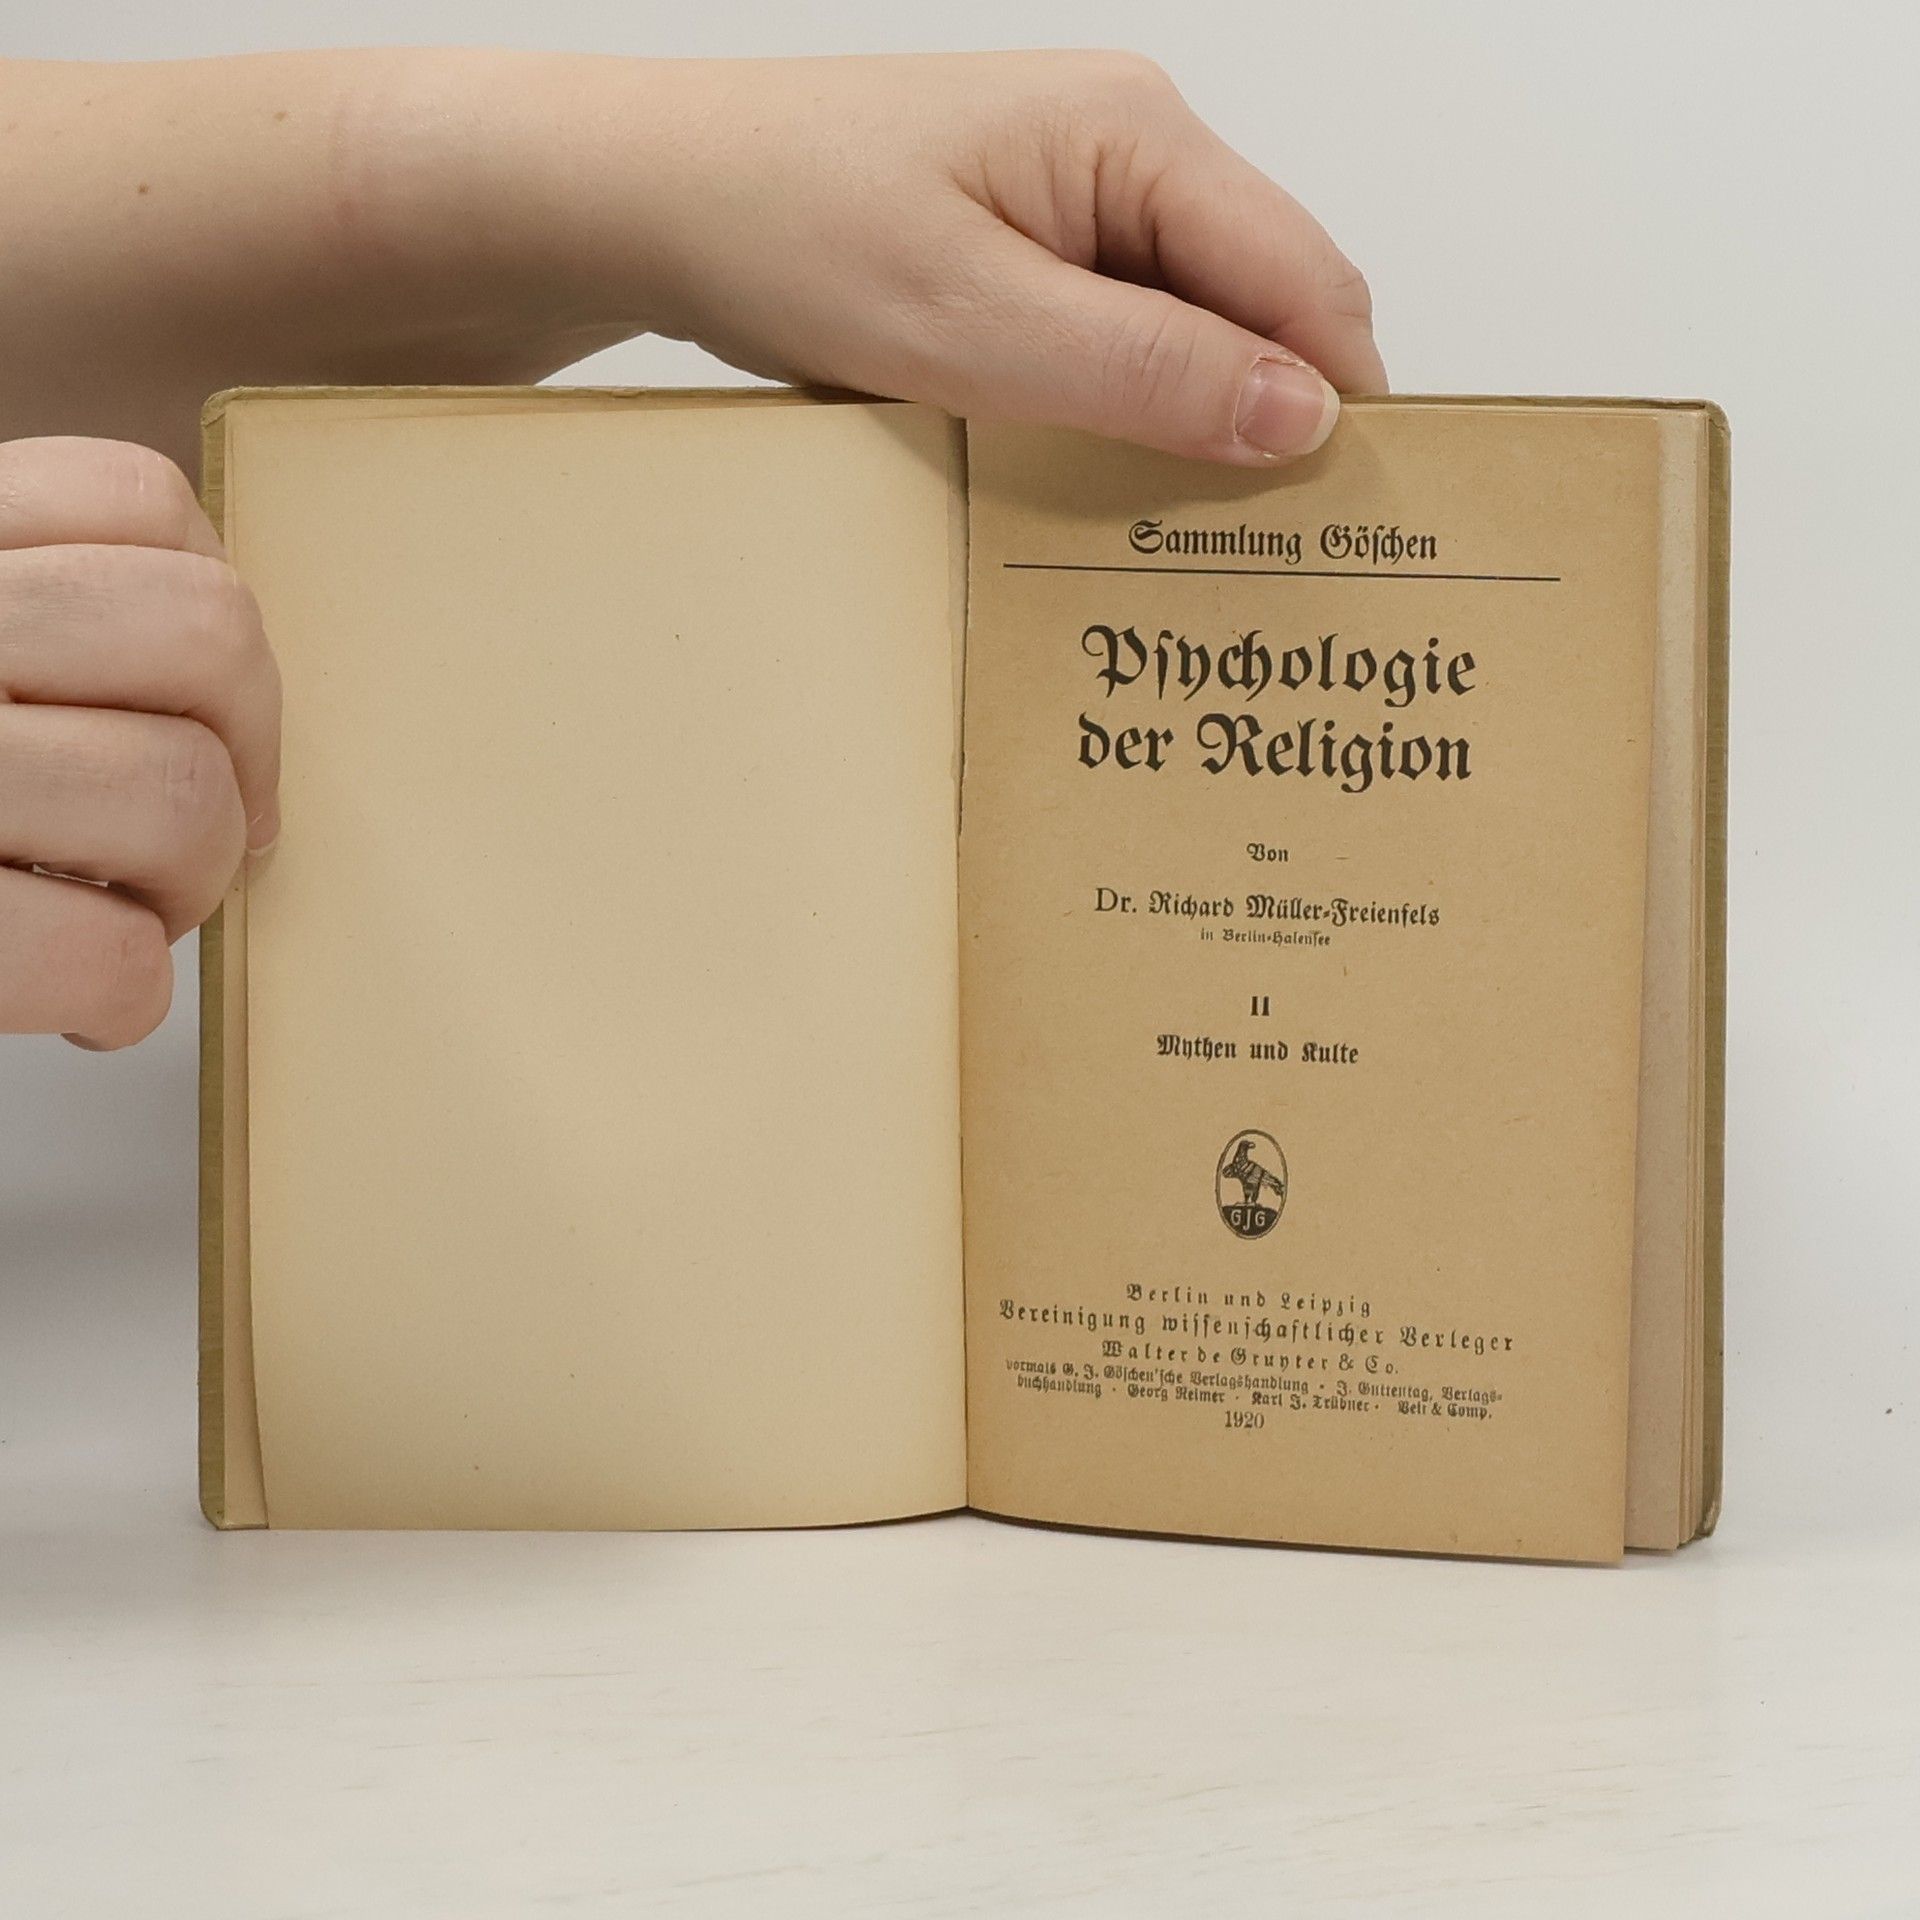 Sammlung Göſchen
Pſychologie
der Religion
Von
Dr. Richard Müller-Freienfels
in Berlin-Halenſee
II
Mythen und Kulte
GJG
Berlin und Leipzig
Vereinigung wiſſenſchaftlicher Verleger
Walter de Gruyter & Co.
vormals G. J. Göſchen'ſche Verlagshandlung · J. Guttentag, Verlags-
buchhandlung · Georg Reimer · Karl J. Trübner · Veit & Comp.
1920